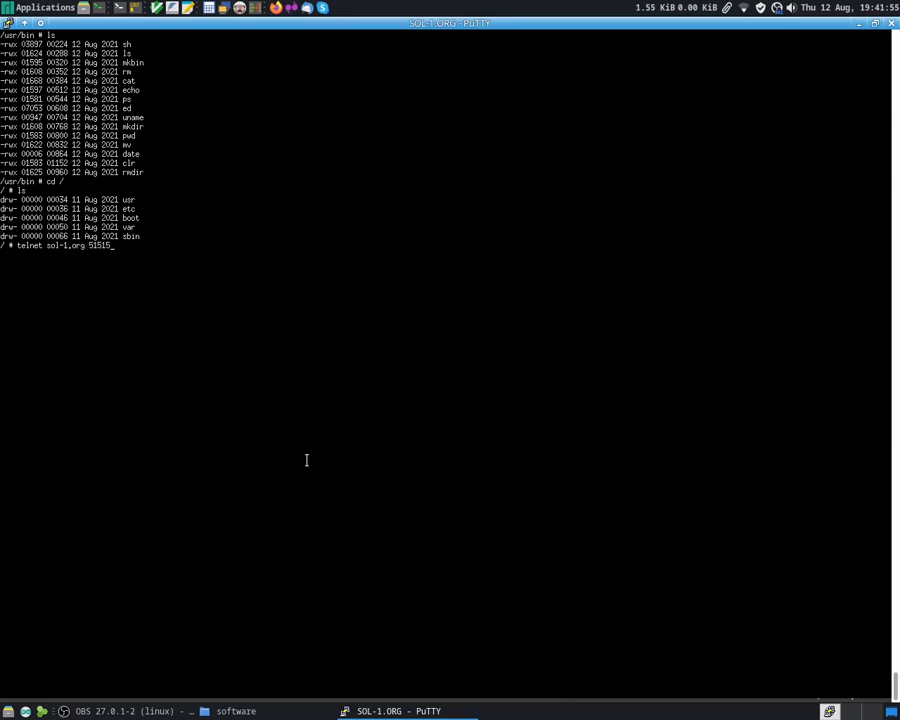 Applications
1.55 KiB 0.00 KiB
Thu 12 Aug, 19:41:55
SOL-1.ORG - PuTTY
/usr/bin # ls
-rwx 03897 00224 12 Aug 2021 sh
-rwx 01624 00288 12 Aug 2021 ls
-rwx 01595 00320 12 Aug 2021 mkbin
-rwx 01608 00352 12 Aug 2021 rm
-rwx 01668 00384 12 Aug 2021 cat
-rwx 01597 00512 12 Aug 2021 echo
-rwx 01581 00544 12 Aug 2021 ps
-rwx 07053 00608 12 Aug 2021 ed
-rwx 00947 00704 12 Aug 2021 uname
-rwx 01608 00768 12 Aug 2021 mkdir
-rwx 01583 00800 12 Aug 2021 pwd
-rwx 01622 00832 12 Aug 2021 mv
-rwx 00006 00864 12 Aug 2021 date
-rwx 01583 01152 12 Aug 2021 clr
-rwx 01625 00960 12 Aug 2021 rmdir
/usr/bin # cd /
/ # ls
drw- 00000 00034 11 Aug 2021 usr
drw- 00000 00036 11 Aug 2021 etc
drw- 00000 00046 11 Aug 2021 boot
drw- 00000 00050 11 Aug 2021 var
drw- 00000 00066 11 Aug 2021 sbin
/ # telnet sol-1.org 51515_
OBS 27.0.1-2 (linux) - ...
software
SOL-1.ORG - PuTTY